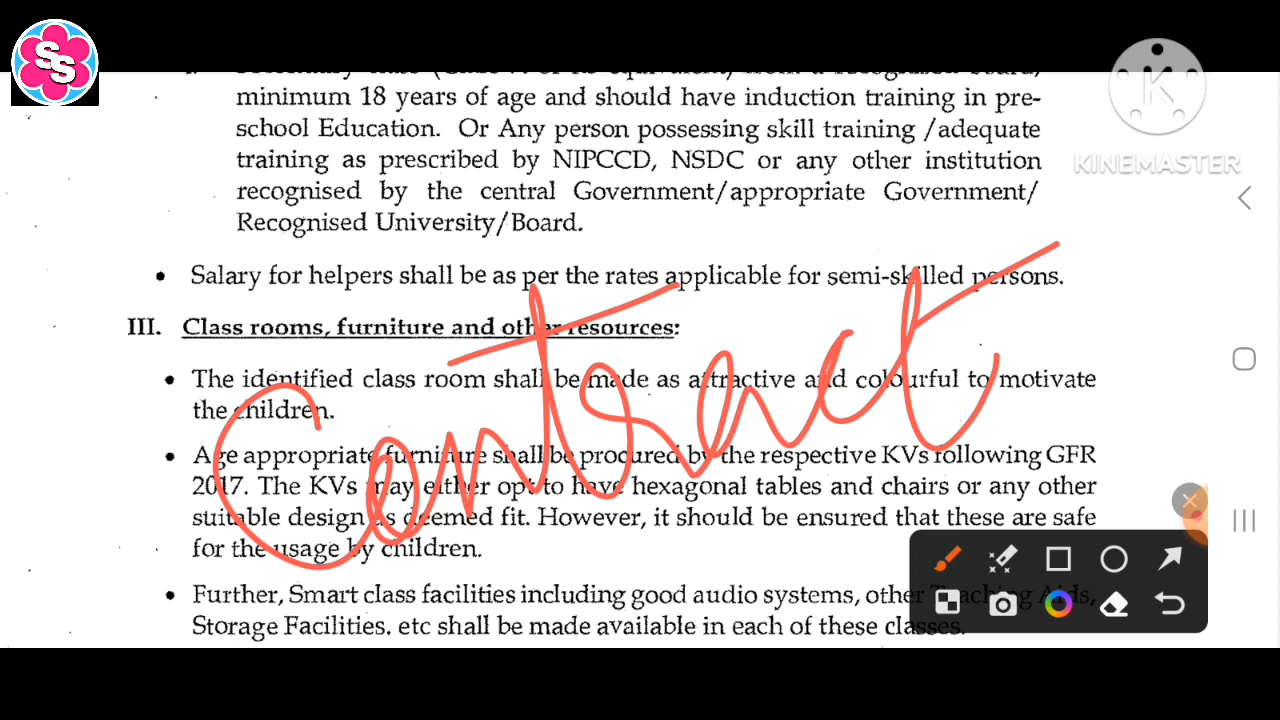 SS
KINEMASTER
minimum 18 years of age and should have induction training in pre-
school Education. Or Any person possessing skill training /adequate
training as prescribed by NIPCCD, NSDC or any other institution
recognised by the central Government/appropriate Government/
Recognised University/Board.
• Salary for helpers shall be as per the rates applicable for semi-skilled persons.
III. Class rooms, furniture and other resources:
• The identified class room shall be made as attractive and colourful to motivate
the children.
• Age appropriate furniture shall be procured by the respective KVs following GFR
2017. The KVs may either opt to have hexagonal tables and chairs or any other
suitable design as deemed fit. However, it should be ensured that these are safe
for the usage by children.
• Further, Smart class facilities including good audio systems, other Teaching Aids,
Storage Facilities. etc shall be made available in each of these classes.
Contract